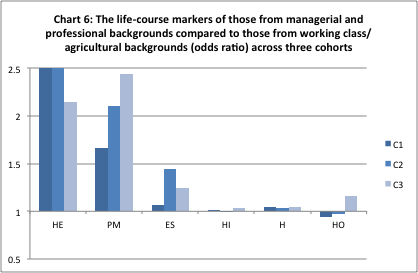 Chart 6: The life-course markers of those from managerial and
professional backgrounds compared to those from working class/
agricultural backgrounds (odds ratio) across three cohorts
2.5
2
1.5
1
0.5
HE PM ES HI H HO
C1
C2
C3